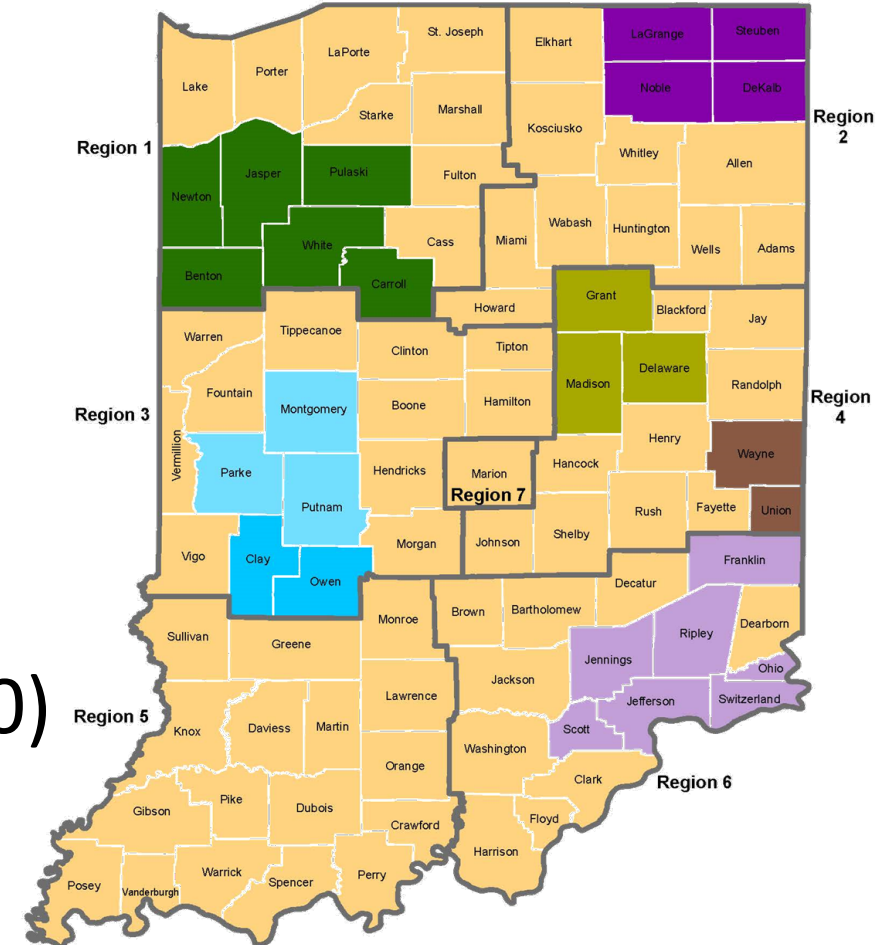 St. Joseph
LaGrange
Steuben
Elkhart
LaPorte
Porter
Lake
Noble
DeKalb
Starke
Marshall
Region
2
Kosciusko
Region 1
Whitley
Allen
Jasper
Pulaski
Fulton
Newton
Wabash
Huntington
White
Cass
Miami
Wells
Adams
Benton
Carroll
Grant
Howard
Blackford
Jay
Tippecanoe
Warren
Clinton
Tipton
Delaware
Madison
Randolph
Fountain
Boone
Hamilton
Region
4
Montgomery
Region 3
Henry
Wayne
Vermillion
Parke
Hendricks
Marion
Hancock
Region 7
Putnam
Rush
Fayette
Union
Morgan
Johnson
Shelby
Vigo
Clay
Franklin
Owen
Decatur
Brown
Bartholomew
Monroe
Dearborn
Sullivan
Greene
Ripley
Jennings
Ohio
Jackson
Lawrence
Jefferson
Switzerland
0)
Region 5
Knox
Daviess
Martin
Scott
Washington
Orange
Clark
Region 6
Pike
Gibson
Dubois
Crawford
Floyd
Harrison
Warrick
Perry
Spencer
Posey
Vanderburgh